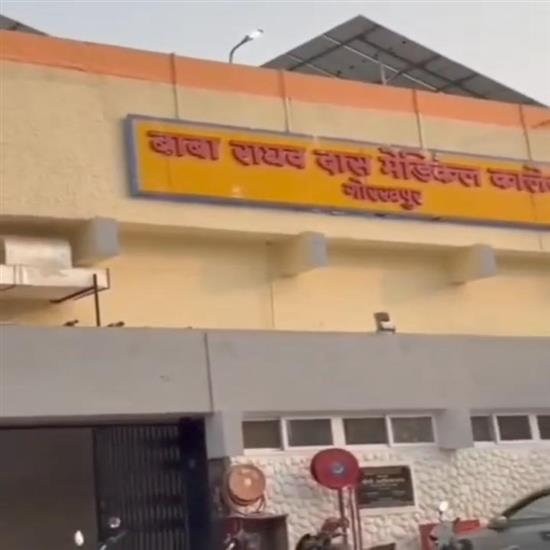 बाबा राघव दास मेडिकल कालेज
गोरखपुर